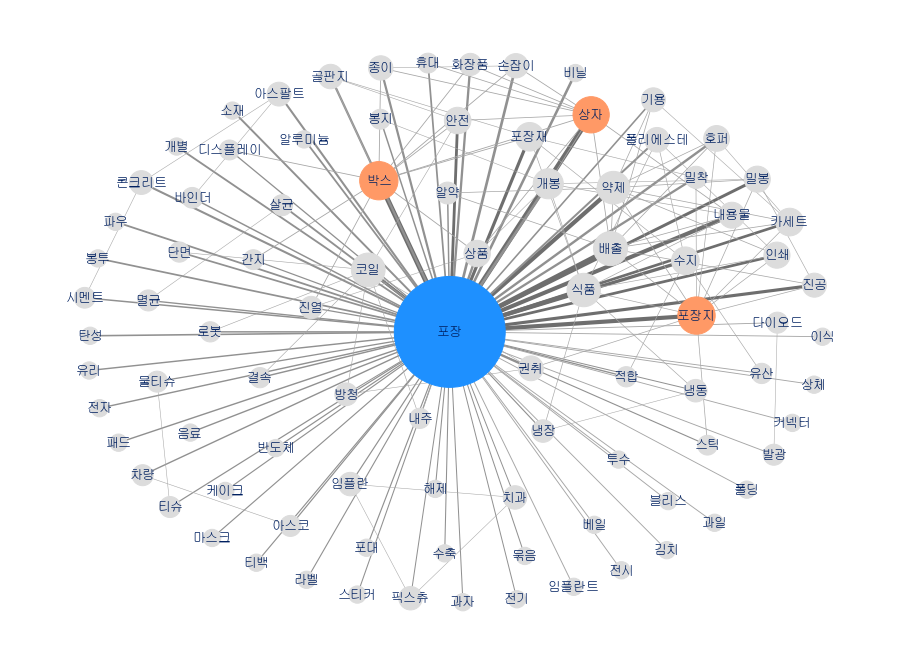 휴대
화장품
손잡이
종이
골판지
비닐
아스팔트
기용
소재
상자
봉지
안전
포장재
알루미늄
폴리에스테
호퍼
개별
디스플레이
박스
밀착
밀봉
콘크리트
개봉
약제
알약
바인더
살균
내용물
파우
카세트
단면
간지
상품
배출
봉투
코일
수지
인쇄
진공
식품
시멘트
멸균
진열
포장지
다이오드
탄성
로봇
포장
이식
유리
물티슈
결속
권취
적합
유산
상체
방청
냉동
전자
내주
커넥터
패드
음료
반도체
냉장
스틱
차량
투수
발광
케이크
임플란
해제
치과
폴딩
티슈
블리스
마스크
아스코
베일
과일
티백
포대
수축
묶음
김치
라벨
전시
스티커
픽스츄
과자
전기
임플란트